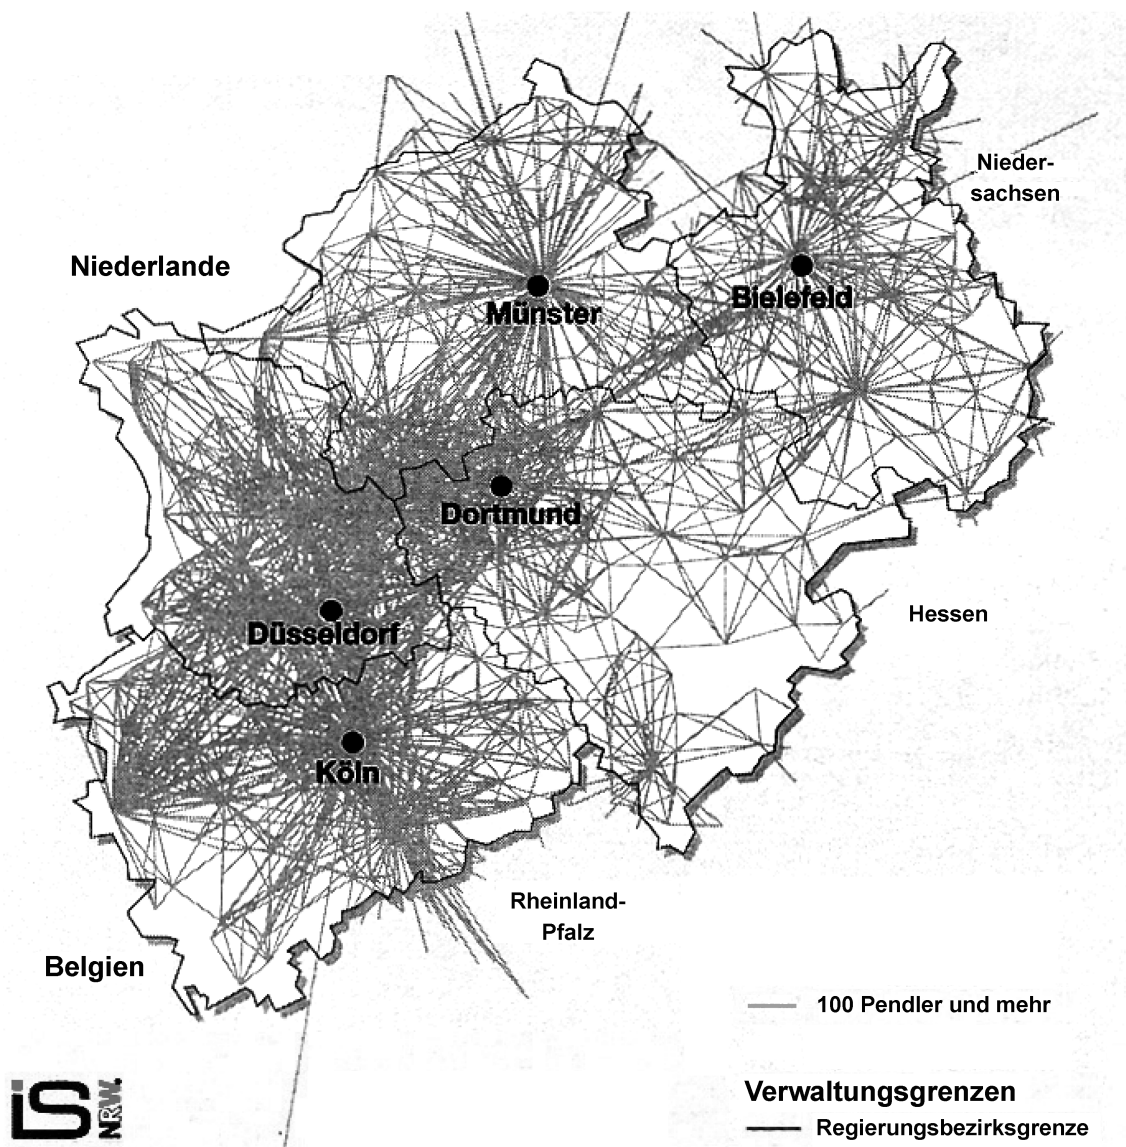 Nieder-
sachsen
Niederlande
Münster
Bielefeld
Dortmund
Hessen
Düsseldorf
Köln
Rheinland-
Pfalz
Belgien
100 Pendler und mehr
Verwaltungsgrenzen
Regierungsbezirksgrenze
iS
NRW.